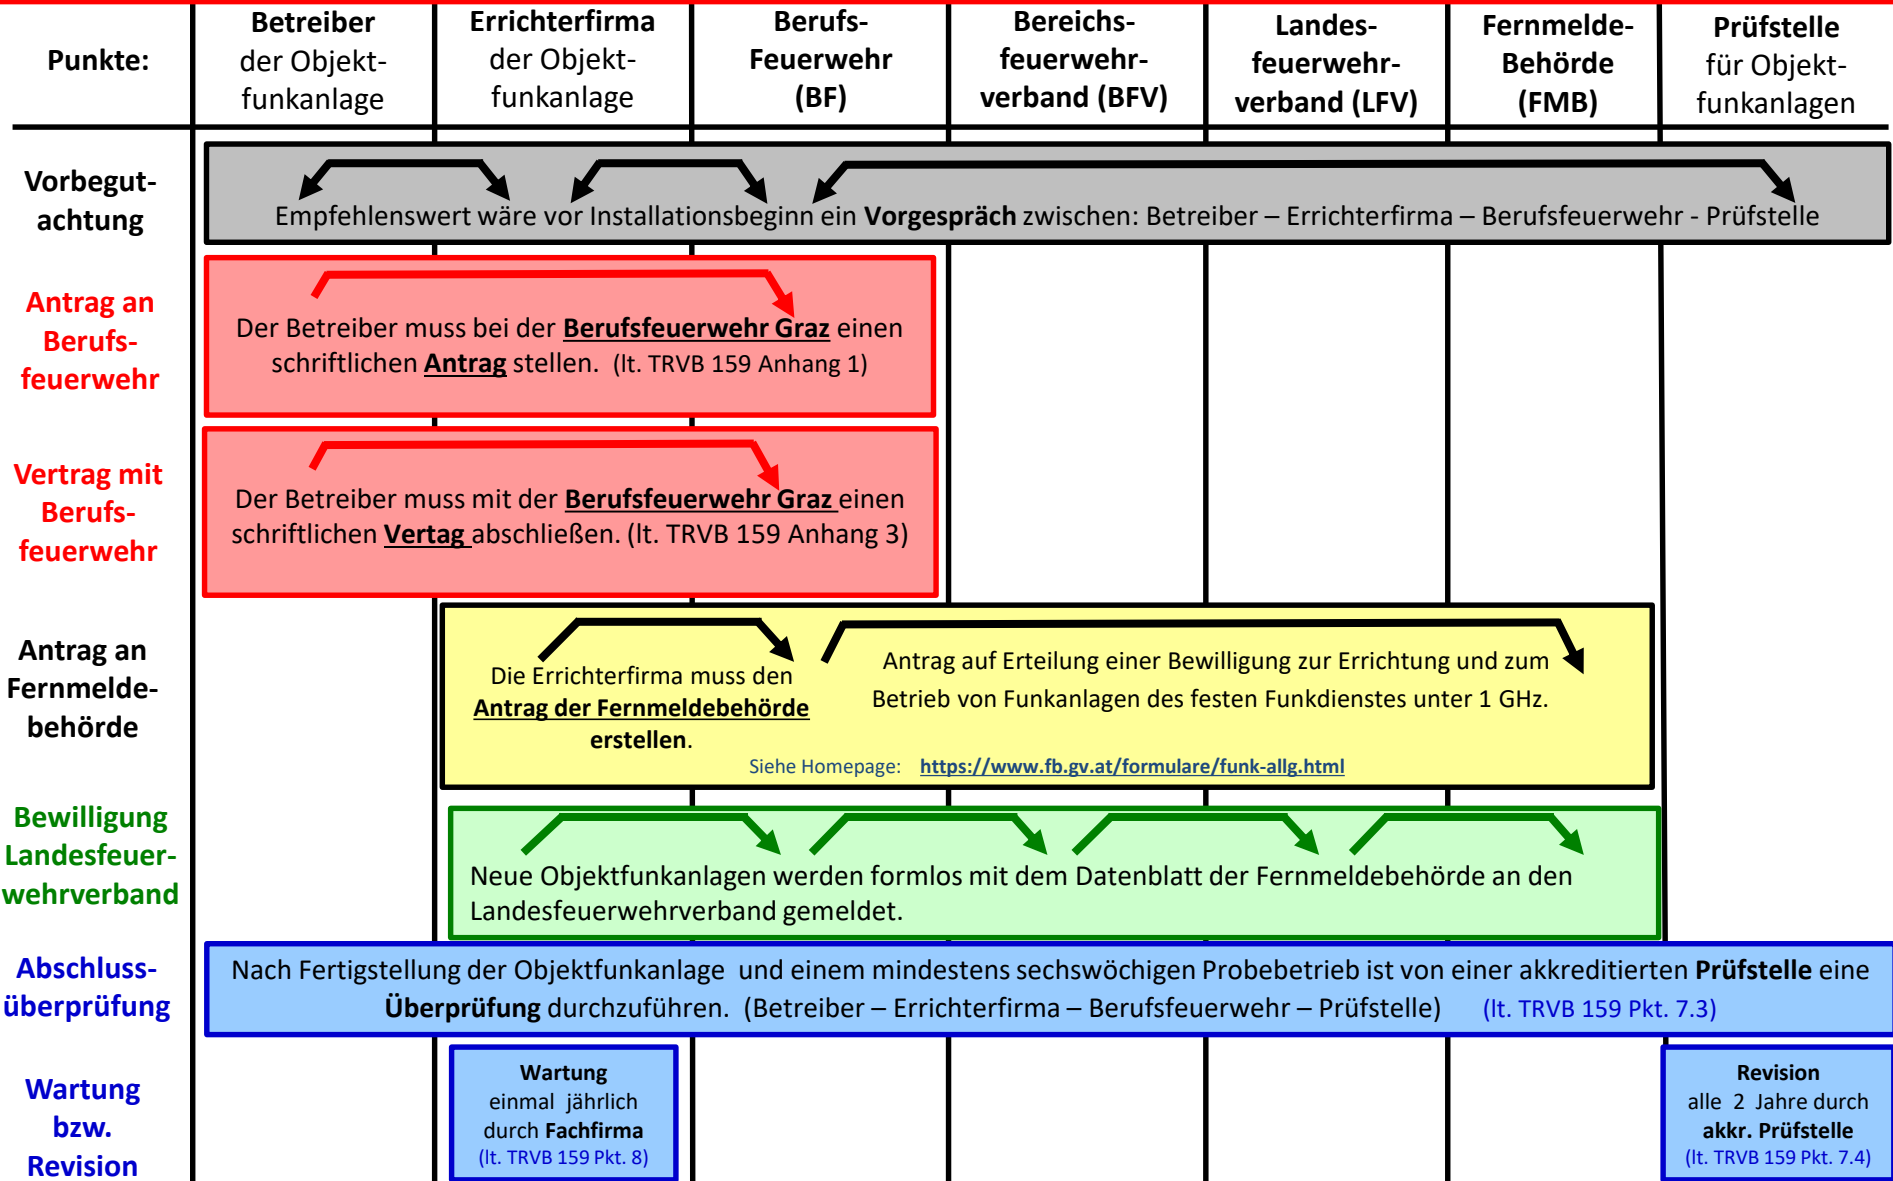 Punkte:
Betreiber
der Objekt-
funkanlage
Errichterfirma
der Objekt-
funkanlage
Berufs-
Feuerwehr
(BF)
Bereichs-
feuerwehr-
verband (BFV)
Landes-
feuerwehr-
verband (LFV)
Fernmelde-
Behörde
(FMB)
Prüfstelle
für Objekt-
funkanlagen
Vorbegut-
achtung
Empfehlenswert wäre vor Installationsbeginn ein Vorgespräch zwischen: Betreiber – Errichterfirma – Berufsfeuerwehr - Prüfstelle
Antrag an
Berufs-
feuerwehr
Der Betreiber muss bei der Berufsfeuerwehr Graz einen
schriftlichen Antrag stellen. (lt. TRVB 159 Anhang 1)
Vertrag mit
Berufs-
feuerwehr
Der Betreiber muss mit der Berufsfeuerwehr Graz einen
schriftlichen Vertag abschließen. (lt. TRVB 159 Anhang 3)
Antrag an
Fernmelde-
behörde
Die Errichterfirma muss den
Antrag der Fernmeldebehörde
erstellen.
Antrag auf Erteilung einer Bewilligung zur Errichtung und zum
Betrieb von Funkanlagen des festen Funkdienstes unter 1 GHz.
Siehe Homepage: https://www.fb.gv.at/formulare/funk-allg.html
Bewilligung
Landesfeuer-
wehrverband
Neue Objektfunkanlagen werden formlos mit dem Datenblatt der Fernmeldebehörde an den
Landesfeuerwehrverband gemeldet.
Abschluss-
überprüfung
Nach Fertigstellung der Objektfunkanlage und einem mindestens sechswöchigen Probebetrieb ist von einer akkreditierten Prüfstelle eine
Überprüfung durchzuführen. (Betreiber – Errichterfirma – Berufsfeuerwehr – Prüfstelle) (lt. TRVB 159 Pkt. 7.3)
Wartung
bzw.
Revision
Wartung
einmal jährlich
durch Fachfirma
(lt. TRVB 159 Pkt. 8)
Revision
alle 2 Jahre durch
akkr. Prüfstelle
(lt. TRVB 159 Pkt. 7.4)